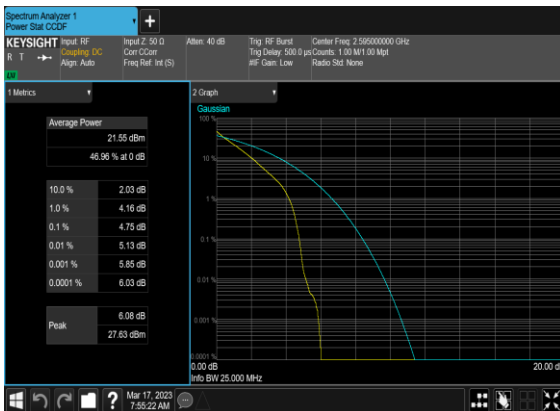 Spectrum Analyzer 1
Power Stat CCDF
+
KEYSIGHT
R T
LV
Input: RF
Coupling: DC
Align: Auto
Input Z: 50 Ω
Corr CCorr
Freq Ref: Int (S)
Atten: 40 dB
Trig: RF Burst
Trig Delay: 500.0 µs
#IF Gain: Low
Center Freq: 2.595000000 GHz
Counts: 1.00 M/1.00 Mpt
Radio Std: None
1 Metrics
Average Power
21.55 dBm
46.96 % at 0 dB
10.0 % 2.03 dB
1.0 % 4.16 dB
0.1 % 4.75 dB
0.01 % 5.13 dB
0.001 % 5.85 dB
0.0001 % 6.03 dB
Peak
6.08 dB
27.63 dBm
2 Graph
Gaussian
100 %
10 %
1 %
0.1 %
0.01 %
0.001 %
0.0001 %
0.00 dB
20.00 d
Info BW 25.000 MHz
?
Mar 17, 2023
7:55:22 AM